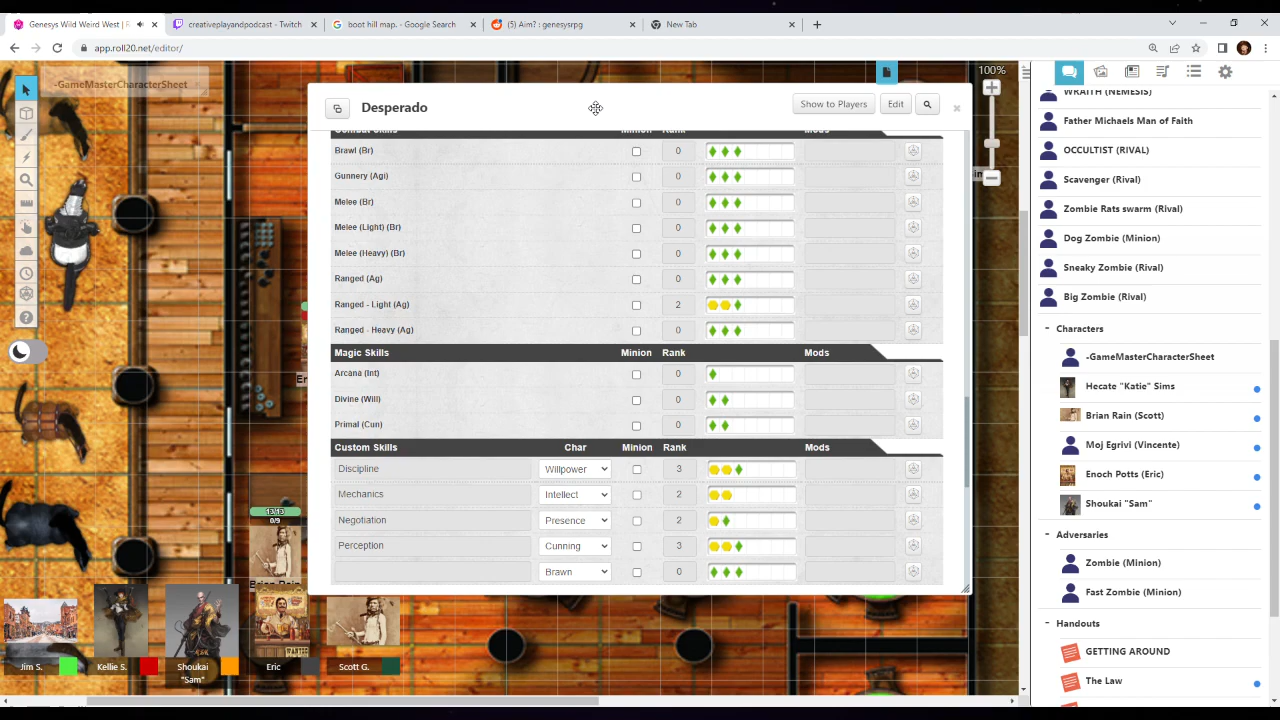 Genesys Wild Weird West | R
creativeplayandpodcast - Twitch
boot hill map. - Google Search
(5) Aim? : genesysrpg
New Tab
app.roll20.net/editor/
-GameMasterCharacterSheet
100%
Desperado
Show to Players
Edit
Combat Skills Minion Rank Mods
Brawl (Br) 0
Gunnery (Agi) 0
Melee (Br) 0
Melee (Light) (Br) 0
Melee (Heavy) (Br) 0
Ranged (Ag) 0
Ranged - Light (Ag) 2
Ranged - Heavy (Ag) 0
Magic Skills Minion Rank Mods
Arcana (Int) 0
Divine (Will) 0
Primal (Cun) 0
Custom Skills Char Minion Rank Mods
Discipline Willpower 3
Mechanics Intellect 2
Negotiation Presence 2
Perception Cunning 3
Brawn 0
13/13
0/9
Brian Rain
WANTED
Jim S.
Kellie S.
Shoukai
"Sam"
Eric
Scott G.
WRAITH (NEMESIS)
Father Michaels Man of Faith
OCCULTIST (RIVAL)
Scavenger (Rival)
Zombie Rats swarm (Rival)
Dog Zombie (Minion)
Sneaky Zombie (Rival)
Big Zombie (Rival)
Characters
-GameMasterCharacterSheet
Hecate "Katie" Sims
Brian Rain (Scott)
Moj Egrivi (Vincente)
Enoch Potts (Eric)
Shoukai "Sam"
Adversaries
Zombie (Minion)
Fast Zombie (Minion)
Handouts
GETTING AROUND
The Law